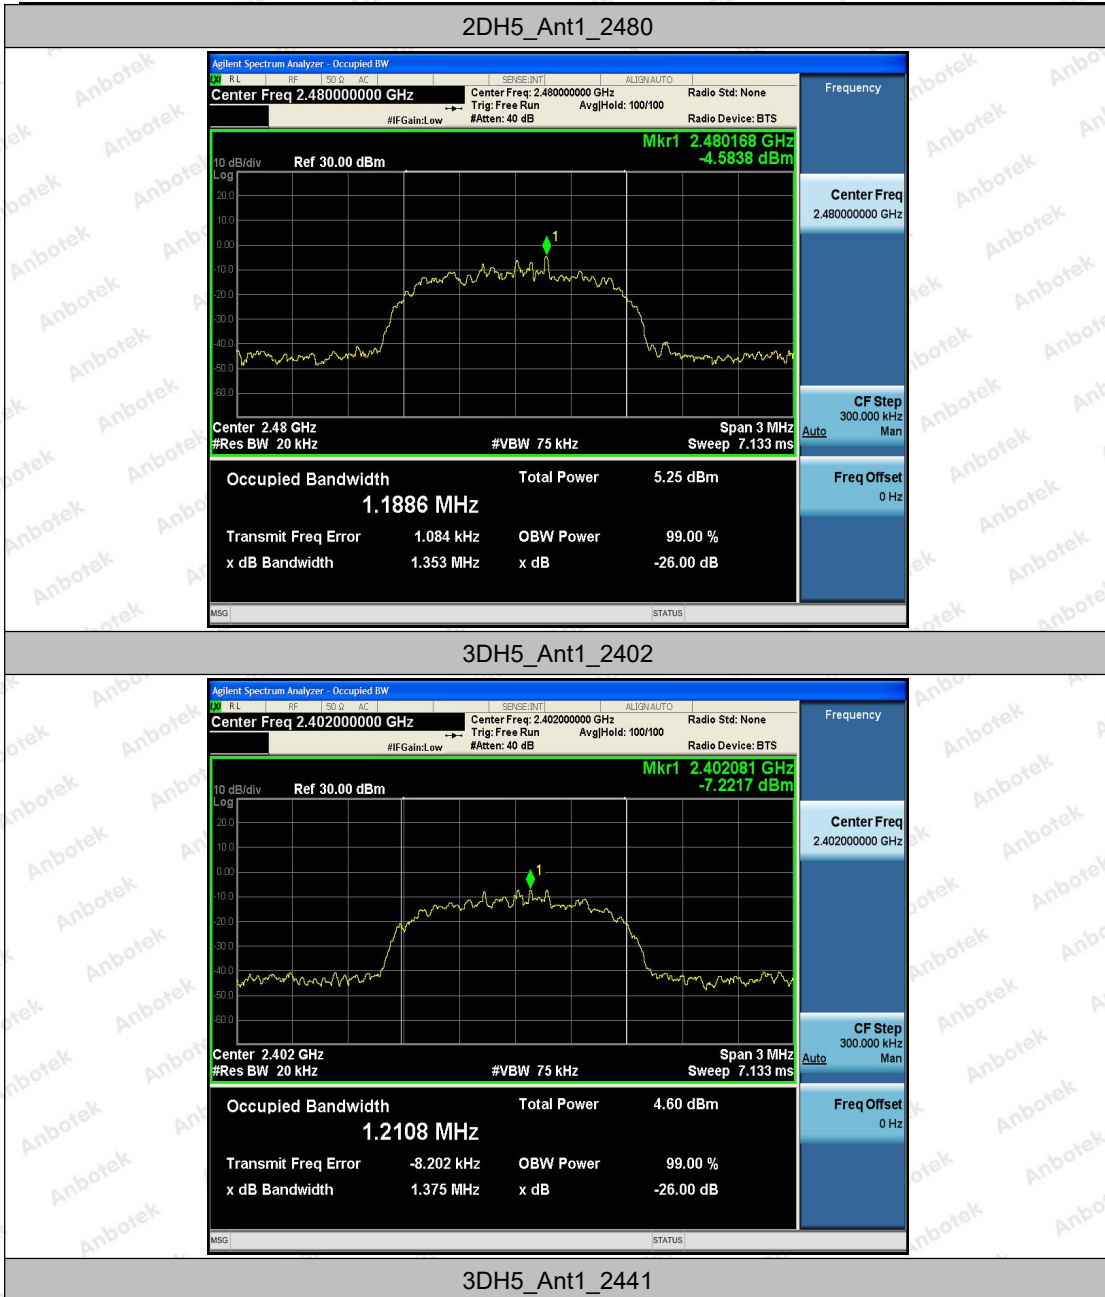 2DH5_Ant1_2480
Agilent Spectrum Analyzer - Occupied BW
LXI RL RF 50 Ω AC SENSE:INT ALIGNAUTO
Center Freq 2.480000000 GHz
Center Freq: 2.480000000 GHz
Radio Std: None
Trig: Free Run Avg|Hold: 100/100
#IFGain:Low #Atten: 40 dB
Radio Device: BTS
Frequency
Mkr1 2.480168 GHz
-4.5838 dBm
10 dB/div Ref 30.00 dBm
Log
20.0
10.0
0.00
-10.0
-20.0
-30.0
-40.0
-50.0
-60.0
1
Center 2.48 GHz Span 3 MHz
#Res BW 20 kHz #VBW 75 kHz Sweep 7.133 ms
Center Freq
2.480000000 GHz
CF Step
300.000 kHz
Auto Man
Freq Offset
0 Hz
Occupied Bandwidth Total Power 5.25 dBm
1.1886 MHz
Transmit Freq Error 1.084 kHz OBW Power 99.00 %
x dB Bandwidth 1.353 MHz x dB -26.00 dB
MSG STATUS
3DH5_Ant1_2402
Agilent Spectrum Analyzer - Occupied BW
LXI RL RF 50 Ω AC SENSE:INT ALIGNAUTO
Center Freq 2.402000000 GHz
Center Freq: 2.402000000 GHz
Radio Std: None
Trig: Free Run Avg|Hold: 100/100
#IFGain:Low #Atten: 40 dB
Radio Device: BTS
Frequency
Mkr1 2.402081 GHz
-7.2217 dBm
10 dB/div Ref 30.00 dBm
Log
20.0
10.0
0.00
-10.0
-20.0
-30.0
-40.0
-50.0
-60.0
1
Center 2.402 GHz Span 3 MHz
#Res BW 20 kHz #VBW 75 kHz Sweep 7.133 ms
Center Freq
2.402000000 GHz
CF Step
300.000 kHz
Auto Man
Freq Offset
0 Hz
Occupied Bandwidth Total Power 4.60 dBm
1.2108 MHz
Transmit Freq Error -8.202 kHz OBW Power 99.00 %
x dB Bandwidth 1.375 MHz x dB -26.00 dB
MSG STATUS
3DH5_Ant1_2441
Anbotek